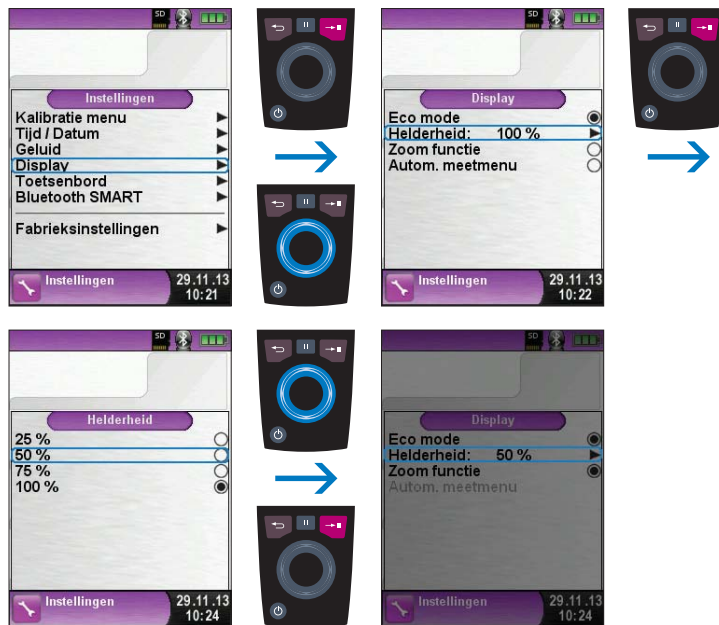 SD
Instellingen
Kalibratie menu
Tijd / Datum
Geluid
Display
Toetsenbord
Bluetooth SMART
Fabrieksinstellingen
Instellingen
29.11.13
10:21
SD
Display
Eco mode
Helderheid: 100 %
Zoom functie
Autom. meetmenu
Instellingen
29.11.13
10:22
SD
Helderheid
25 %
50 %
75 %
100 %
Instellingen
29.11.13
10:24
SD
Display
Eco mode
Helderheid: 50 %
Zoom functie
Autom. meetmenu
Instellingen
29.11.13
10:24